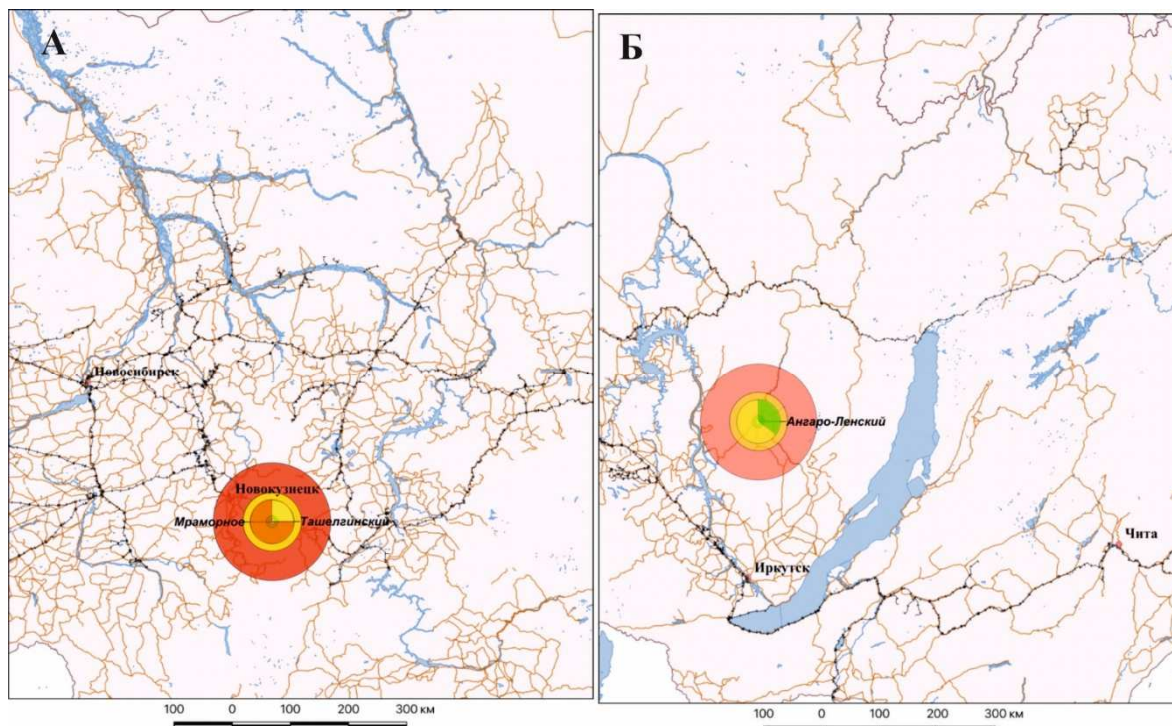 А
Новосибирск
Новокузнецк
Мраморное
Ташелгинский
100 0 100 200 300 км
Б
Ангаро-Ленский
Чита
Иркутск
100 0 100 200 300 км